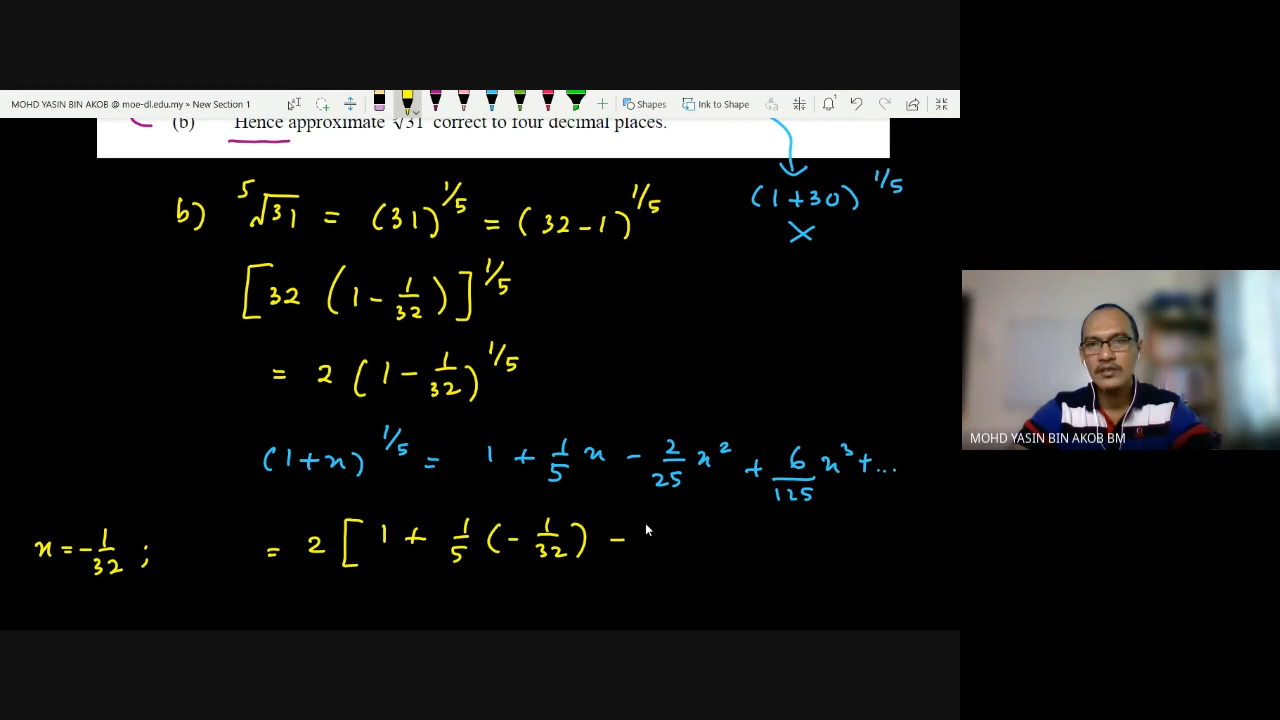 MOHD YASIN BIN AKOB @ moe-dl.edu.my » New Section 1
Shapes
Ink to Shape
(b) Hence approximate ∜31 correct to four decimal places.
(1+30)^1/5
×
b) ⁵√31 = (31)^1/5 = (32-1)^1/5
[32 (1 - 1/32)]^1/5
= 2 (1 - 1/32)^1/5
(1+x)^1/5 = 1 + 1/5 x - 2/25 x² + 6/125 x³ + ...
x = -1/32 ; = 2 [ 1 + 1/5 (- 1/32) -
MOHD YASIN BIN AKOB BM